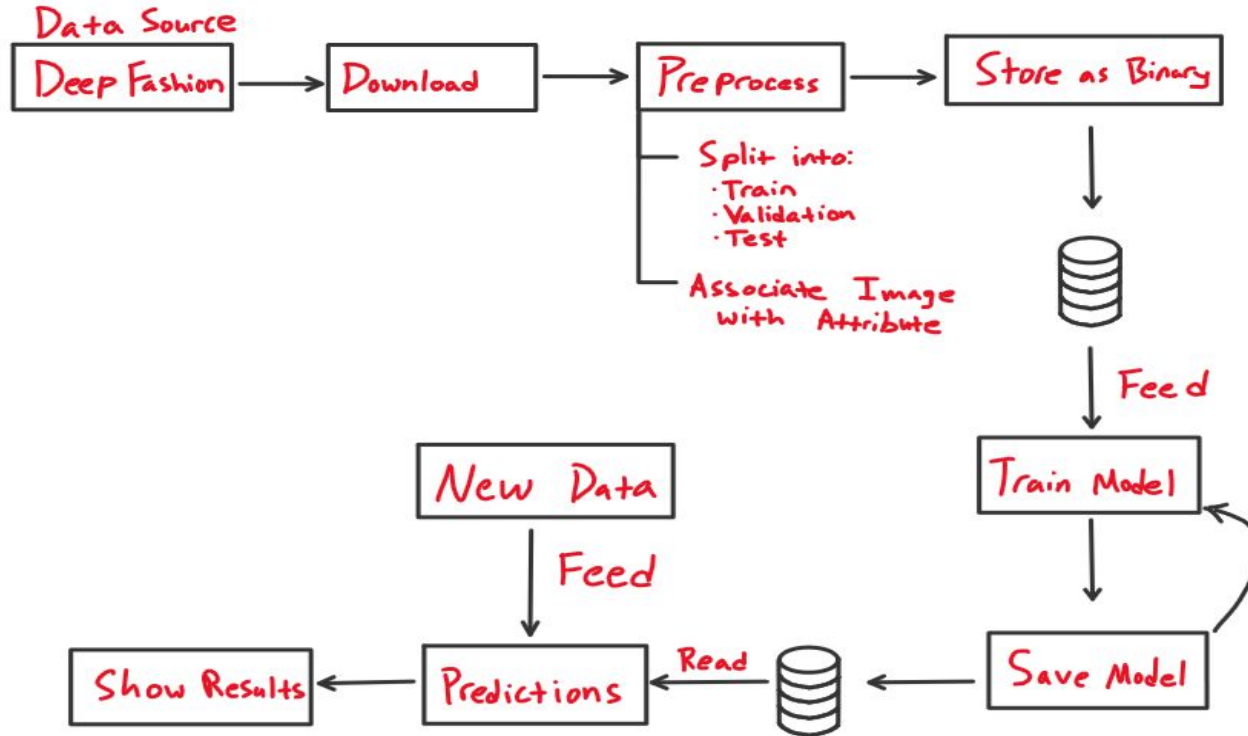 Data Source
Deep Fashion
Download
Preprocess
Store as Binary
Split into:
· Train
· Validation
· Test
Associate Image
with Attribute
Feed
Train Model
New Data
Feed
Save Model
Read
Predictions
Show Results